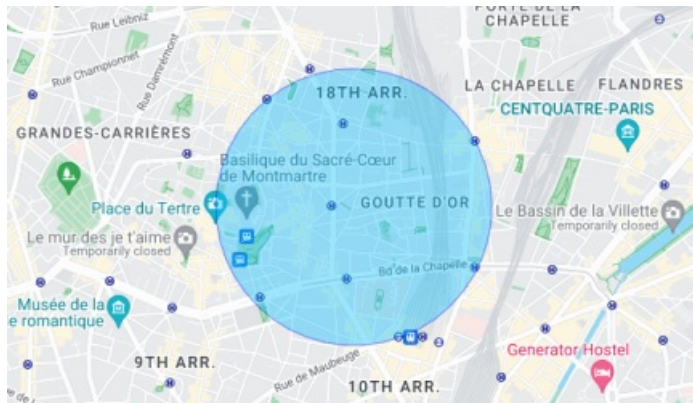 PORTE DE LA
CHAPELLE
Rue Leibniz
Rue Championnet
Rue Damrémont
18TH ARR.
LA CHAPELLE
FLANDRES
CENTQUATRE-PARIS
GRANDES-CARRIÈRES
Basilique du Sacré-Cœur
de Montmartre
Place du Tertre
GOUTTE D'OR
Le Bassin de la Villette
Temporarily closed
Le mur des je t'aime
Temporarily closed
Bd de la Chapelle
Musée de la
e romantique
Generator Hostel
9TH ARR.
Rue de Maubeuge
10TH ARR.